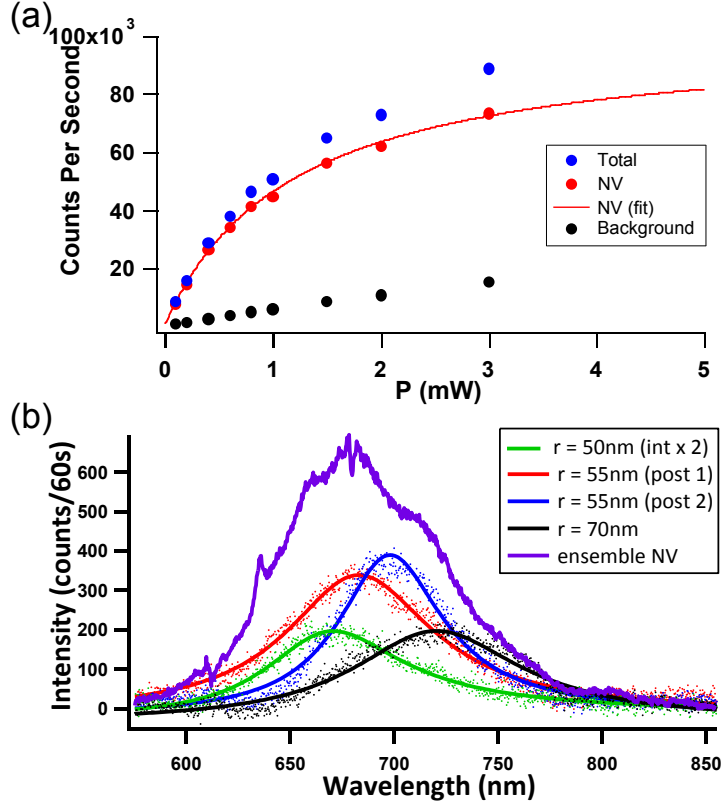 (a)
100x10³
80
60
40
20
Counts Per Second
0 1 2 3 4 5
P (mW)
Total
NV
NV (fit)
Background
(b)
600
500
400
300
200
100
0
Intensity (counts/60s)
600 650 700 750 800 850
Wavelength (nm)
r = 50nm (int x 2)
r = 55nm (post 1)
r = 55nm (post 2)
r = 70nm
ensemble NV